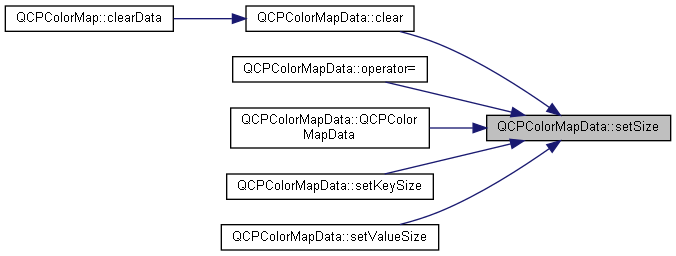 QCPColorMap::clearData
QCPColorMapData::clear
QCPColorMapData::operator=
QCPColorMapData::QCPColor
MapData
QCPColorMapData::setSize
QCPColorMapData::setKeySize
QCPColorMapData::setValueSize